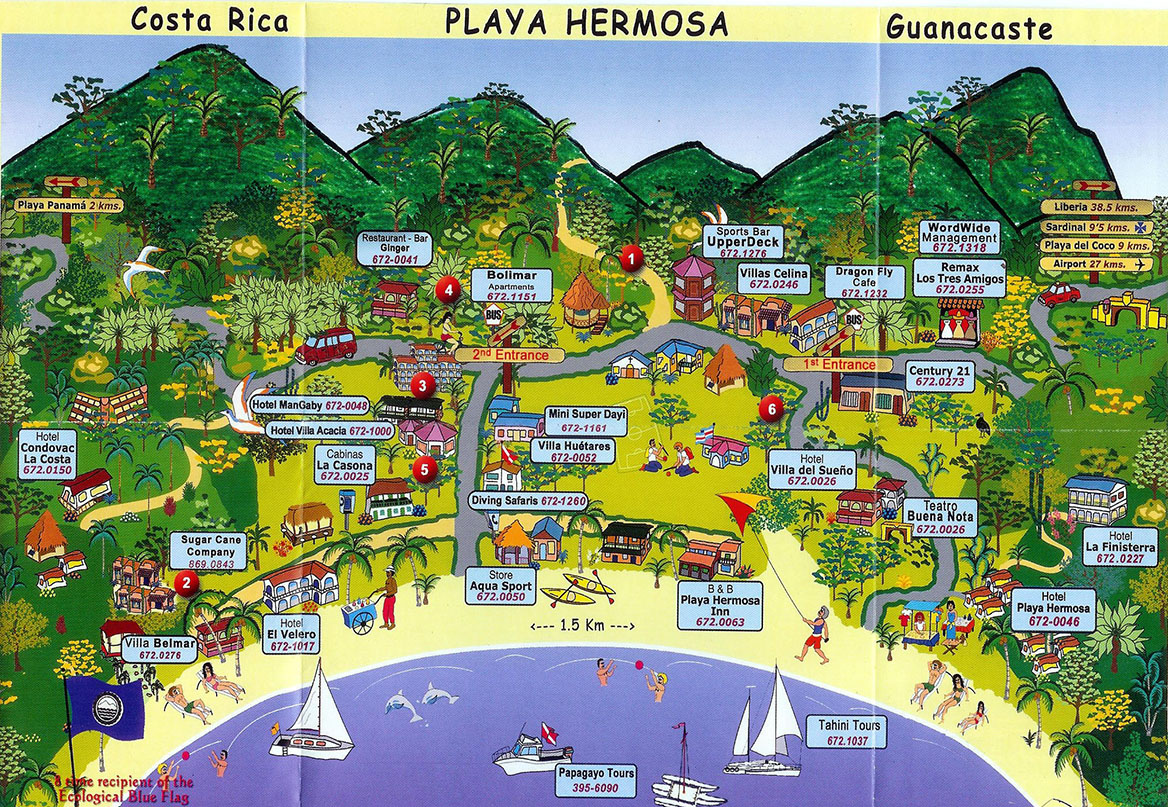 Costa Rica
PLAYA HERMOSA
Guanacaste
Playa Panamá 2 kms.
Liberia 38.5 kms.
Sardinal 9'5 kms.
Playa del Coco 9 kms.
Airport 27 kms.
Restaurant - Bar
Ginger
672-0041
Bolimar
Apartments
672.1151
Sports Bar
UpperDeck
672.1276
Villas Celina
672.0246
Dragon Fly
Cafe
672.1232
WordWide
Management
672.1318
Remax
Los Tres Amigos
672.0255
1
4
BUS
BUS
2nd Entrance
1st Entrance
Century 21
672.0273
3
6
Hotel ManGaby 672-0048
Hotel Villa Acacia 672-1000
Mini Super Dayi
672-1161
Villa Huétares
672-0052
Hotel
Condovac
La Costa
672.0150
Cabinas
La Casona
672.0025
5
Hotel
Villa del Sueño
672.0026
Diving Safaris 672-1260
Teatro
Buena Nota
672.0026
Hotel
La Finisterra
672.0227
Sugar Cane
Company
869.0843
2
Store
Aqua Sport
672.0050
B & B
Playa Hermosa
Inn
672.0063
Hotel
Playa Hermosa
672-0046
Hotel
El Velero
672-1017
<--- 1.5 Km --->
Villa Belmar
672.0276
Tahini Tours
672.1037
Papagayo Tours
395-6090
time recipient of the
Ecological Blue Flag